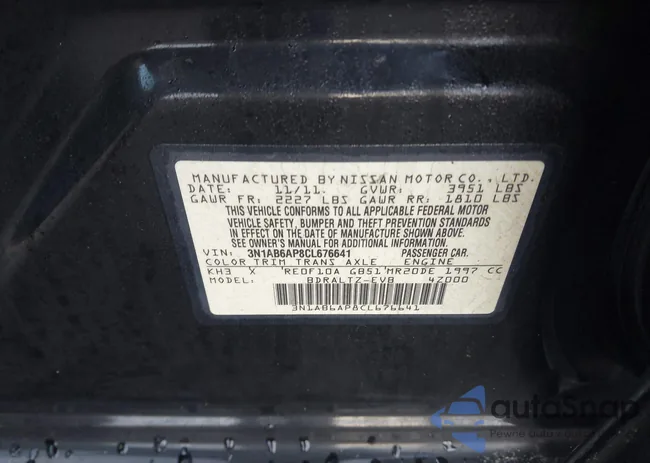 MANUFACTURED BY NISSAN MOTOR CO., LTD.
DATE: 11/11. GVWR: 3951 LBS
GAWR FR: 2227 LBS GAWR RR: 1810 LBS
THIS VEHICLE CONFORMS TO ALL APPLICABLE FEDERAL MOTOR
VEHICLE SAFETY, BUMPER, AND THEFT PREVENTION STANDARDS
IN EFFECT ON THE DATE OF MANUFACTURE SHOWN ABOVE.
SEE OWNER'S MANUAL FOR ADDITIONAL INFORMATION.
VIN: 3N1AB6AP8CL676641 PASSENGER CAR.
COLOR TRIM TRANS AXLE ENGINE
KH3 X RE0F10A GB51 MR20DE 1997 CC
MODEL: BDRALTZ-EVB 4Z000
3N1AB6AP8CL676641
autoSnap
Pewne auto z